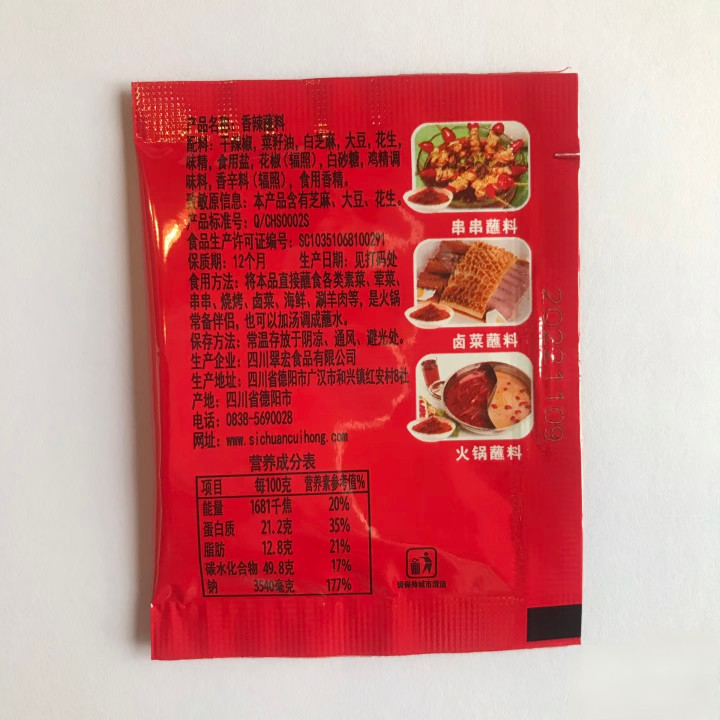 产品名称：香辣蘸料
配料：干辣椒，菜籽油，白芝麻，大豆，花生，
味精，食用盐，花椒（辐照），白砂糖，鸡精调
味料，香辛料（辐照），食用香精。
致敏原信息：本产品含有芝麻、大豆、花生。
产品标准号：Q/CHS0002S
食品生产许可证编号：SC10351068100291
保质期：12个月 生产日期：见打码处
食用方法：将本品直接蘸食各类素菜、荤菜、
串串、烧烤、卤菜、海鲜、涮羊肉等，是火锅
常备伴侣，也可以加汤调成蘸水。
保存方法：常温存放于阴凉、通风、避光处。
生产企业：四川翠宏食品有限公司
生产地址：四川省德阳市广汉市和兴镇红安村8社
产地：四川省德阳市
电话：0838-5690028
网址：www.sichuancuihong.com
营养成分表
项目 每100克 营养素参考值%
能量 1681千焦 20%
蛋白质 21.2克 35%
脂肪 12.8克 21%
碳水化合物 49.8克 17%
钠 3540毫克 177%
串串蘸料
卤菜蘸料
火锅蘸料
20221109
请保持城市清洁